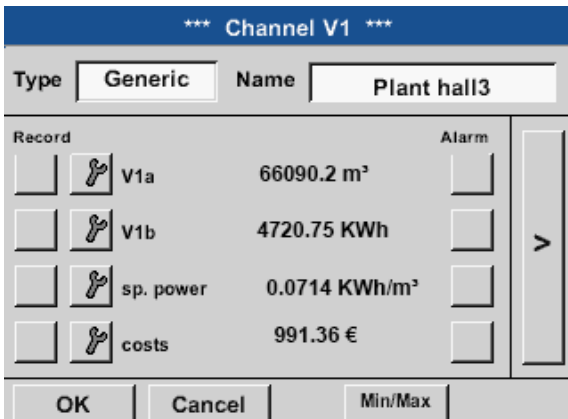 *** Channel V1 ***
Type Generic Name Plant hall3
Record Alarm
V1a 66090.2 m³
V1b 4720.75 KWh
sp. power 0.0714 KWh/m³
costs 991.36 €
>
OK Cancel Min/Max